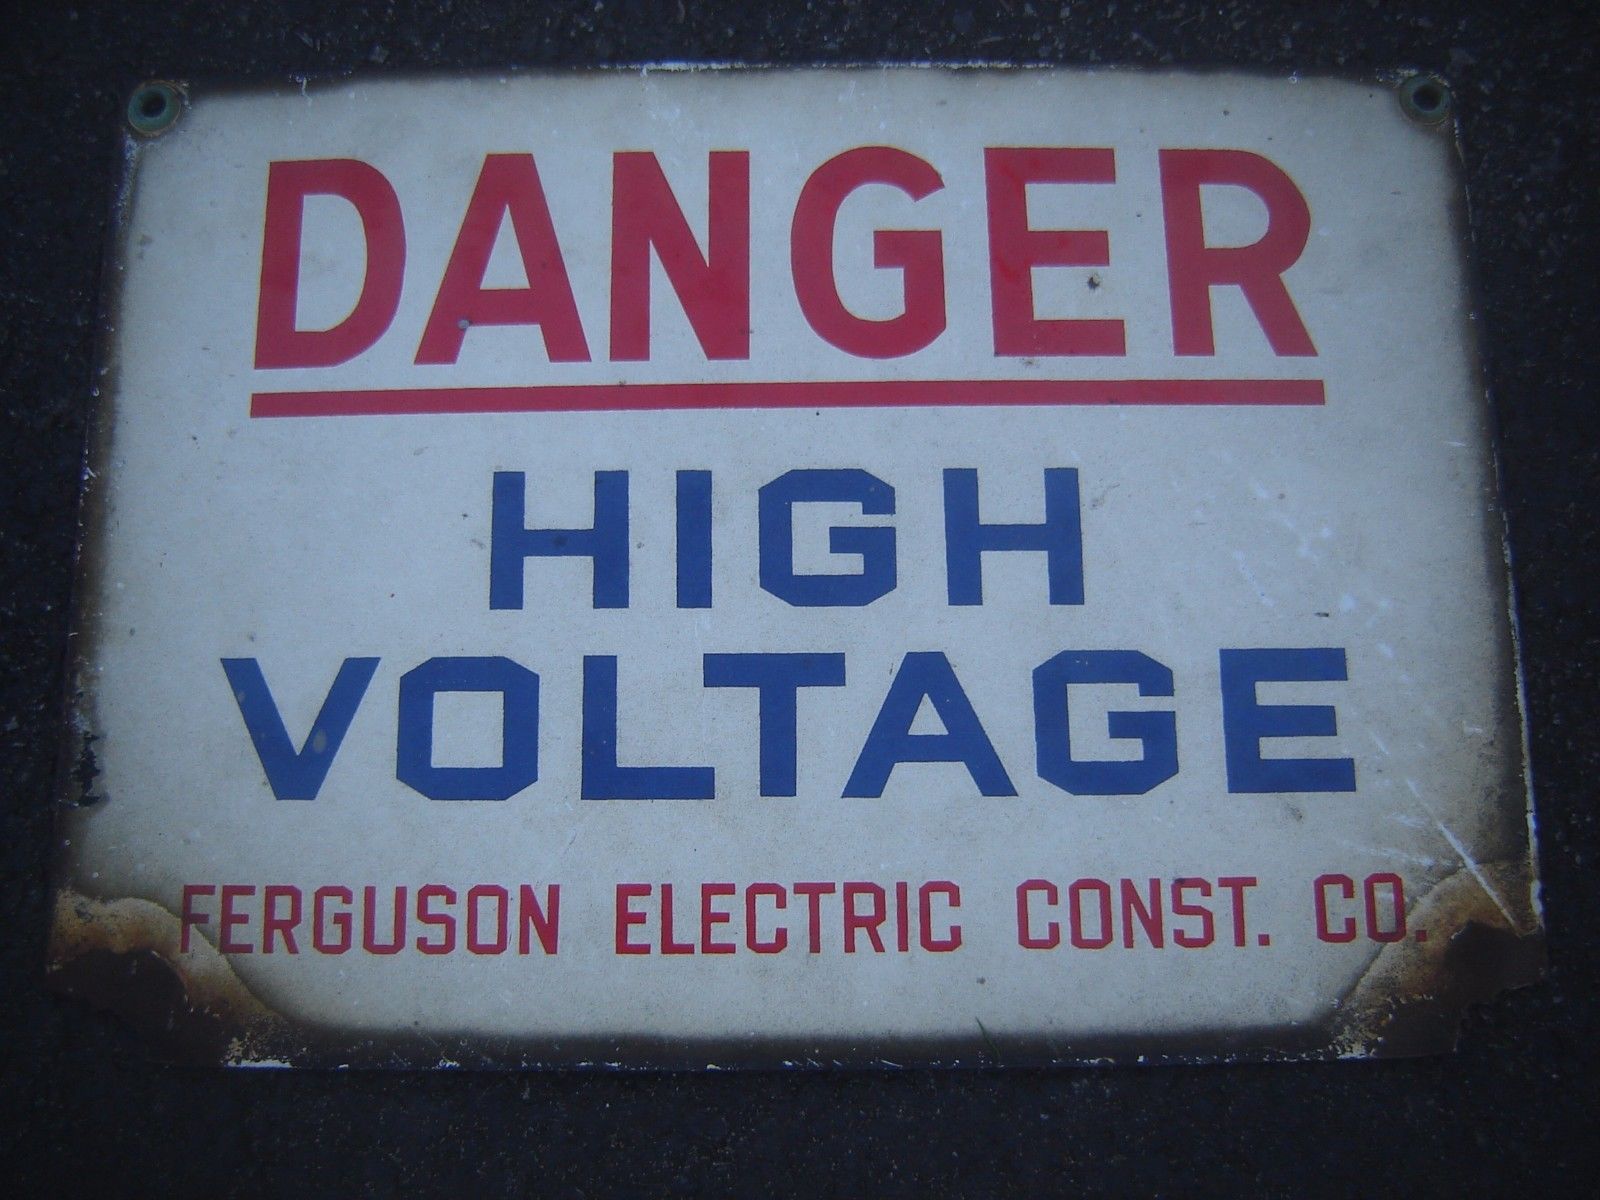 DANGER
HIGH
VOLTAGE
FERGUSON ELECTRIC CONST. CO.